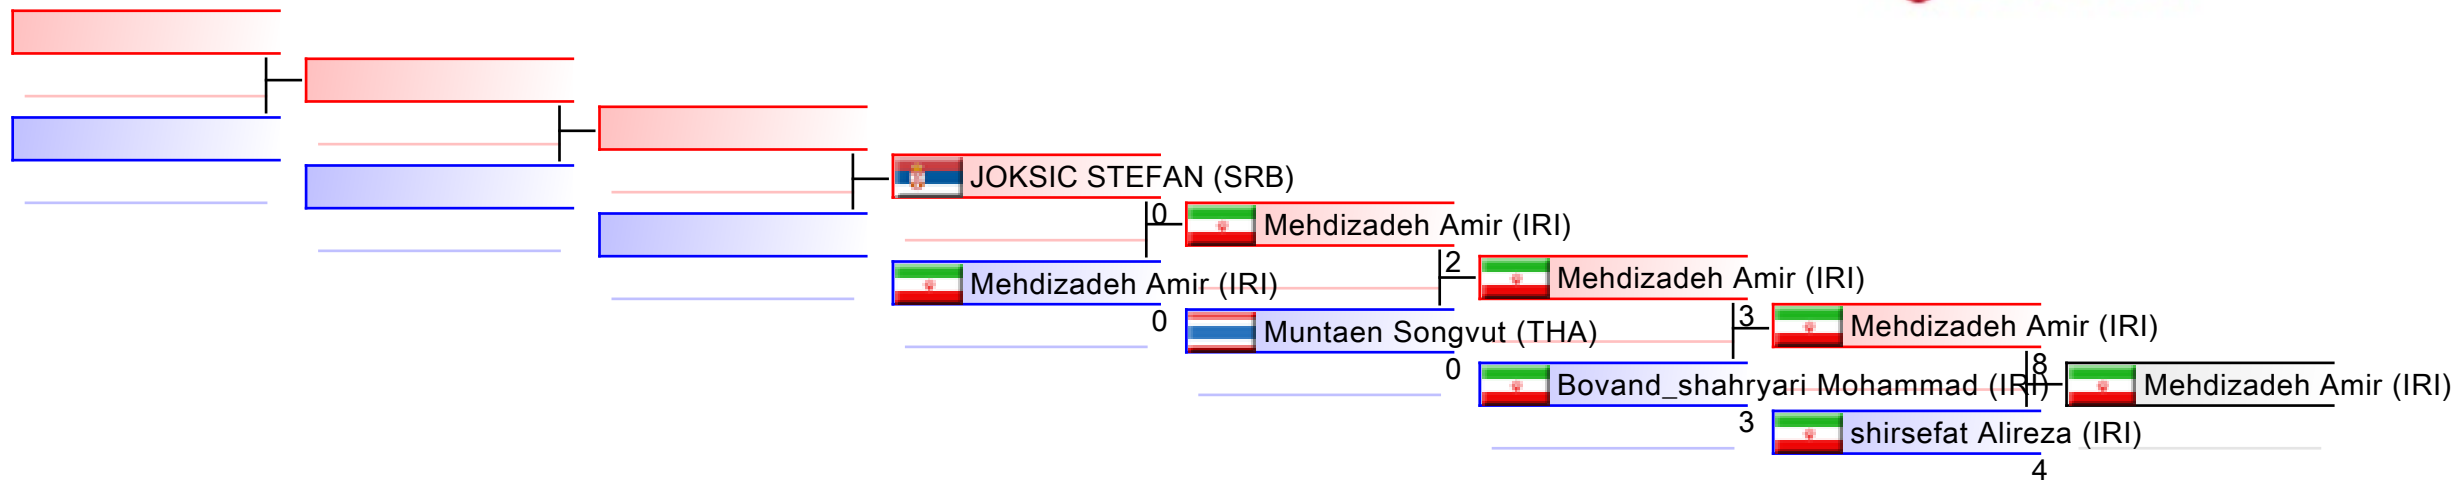 JOKSIC STEFAN (SRB)
0
Mehdizadeh Amir (IRI)
0
Mehdizadeh Amir (IRI)
2
Muntaen Songvut (THA)
0
Mehdizadeh Amir (IRI)
3
Bovand_shahryari Mohammad (IRI)
3
Mehdizadeh Amir (IRI)
8
shirsefat Alireza (IRI)
4
Mehdizadeh Amir (IRI)